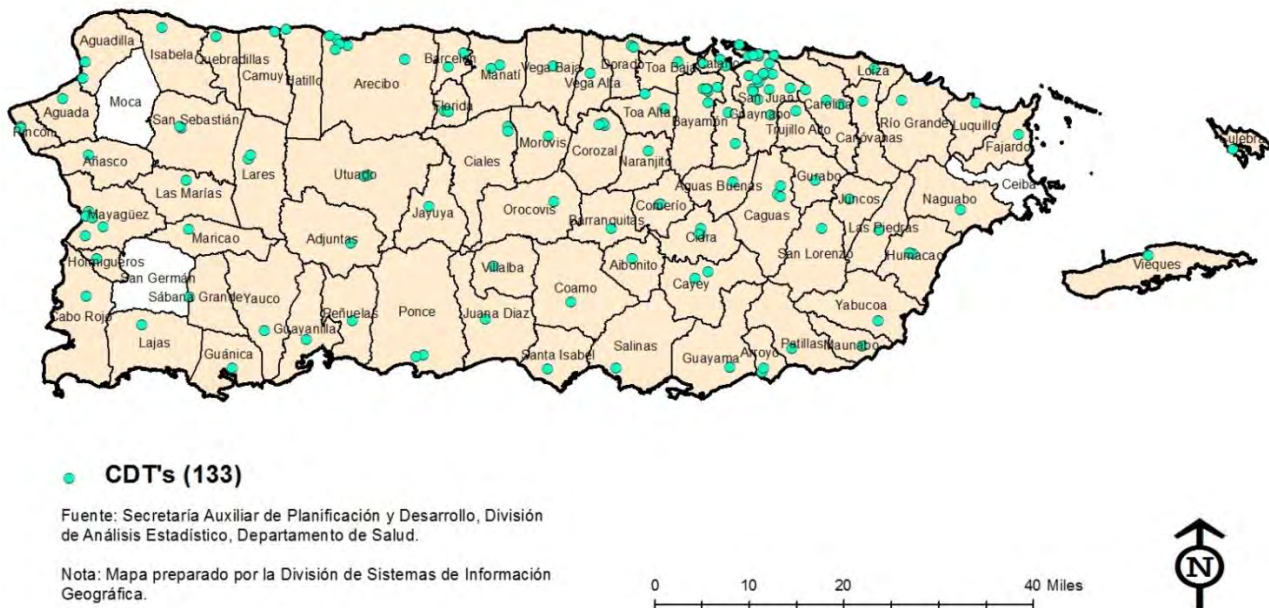 Aguadilla
Isabela
Quebradillas
Camuy
Hatillo
Arecibo
Barcelon
Manatí
Vega Baja
Vega Alta
Dorado
Toa Baja
Cataño
Loíza
Moca
Aguada
Rincón
San Sebastián
Florida
Toa Alta
Bayamón
San Juan
Guaynabo
Carolina
Trujillo Alto
Canóvanas
Río Grande
Luquillo
Fajardo
Culebra
Añasco
Las Marías
Lares
Utuado
Ciales
Morovis
Corozal
Naranjito
Aguas Buenas
Gurabo
Ceiba
Mayagüez
Maricao
Adjuntas
Jayuya
Orocovis
Barranquitas
Comerío
Cidra
Caguas
Juncos
Las Piedras
Naguabo
San Lorenzo
Humacao
Hormigueros
San Germán
Sábana Grande
Villalba
Aibonito
Coamo
Cayey
Yabucoa
Vieques
Cabo Rojo
Lajas
Yauco
Guánica
Guayanilla
Peñuelas
Ponce
Juana Diaz
Santa Isabel
Salinas
Guayama
Arroyo
Patillas
Maunabo
CDT's (133)
Fuente: Secretaría Auxiliar de Planificación y Desarrollo, División
de Análisis Estadístico, Departamento de Salud.
Nota: Mapa preparado por la División de Sistemas de Información
Geográfica.
0 10 20 40 Miles
N